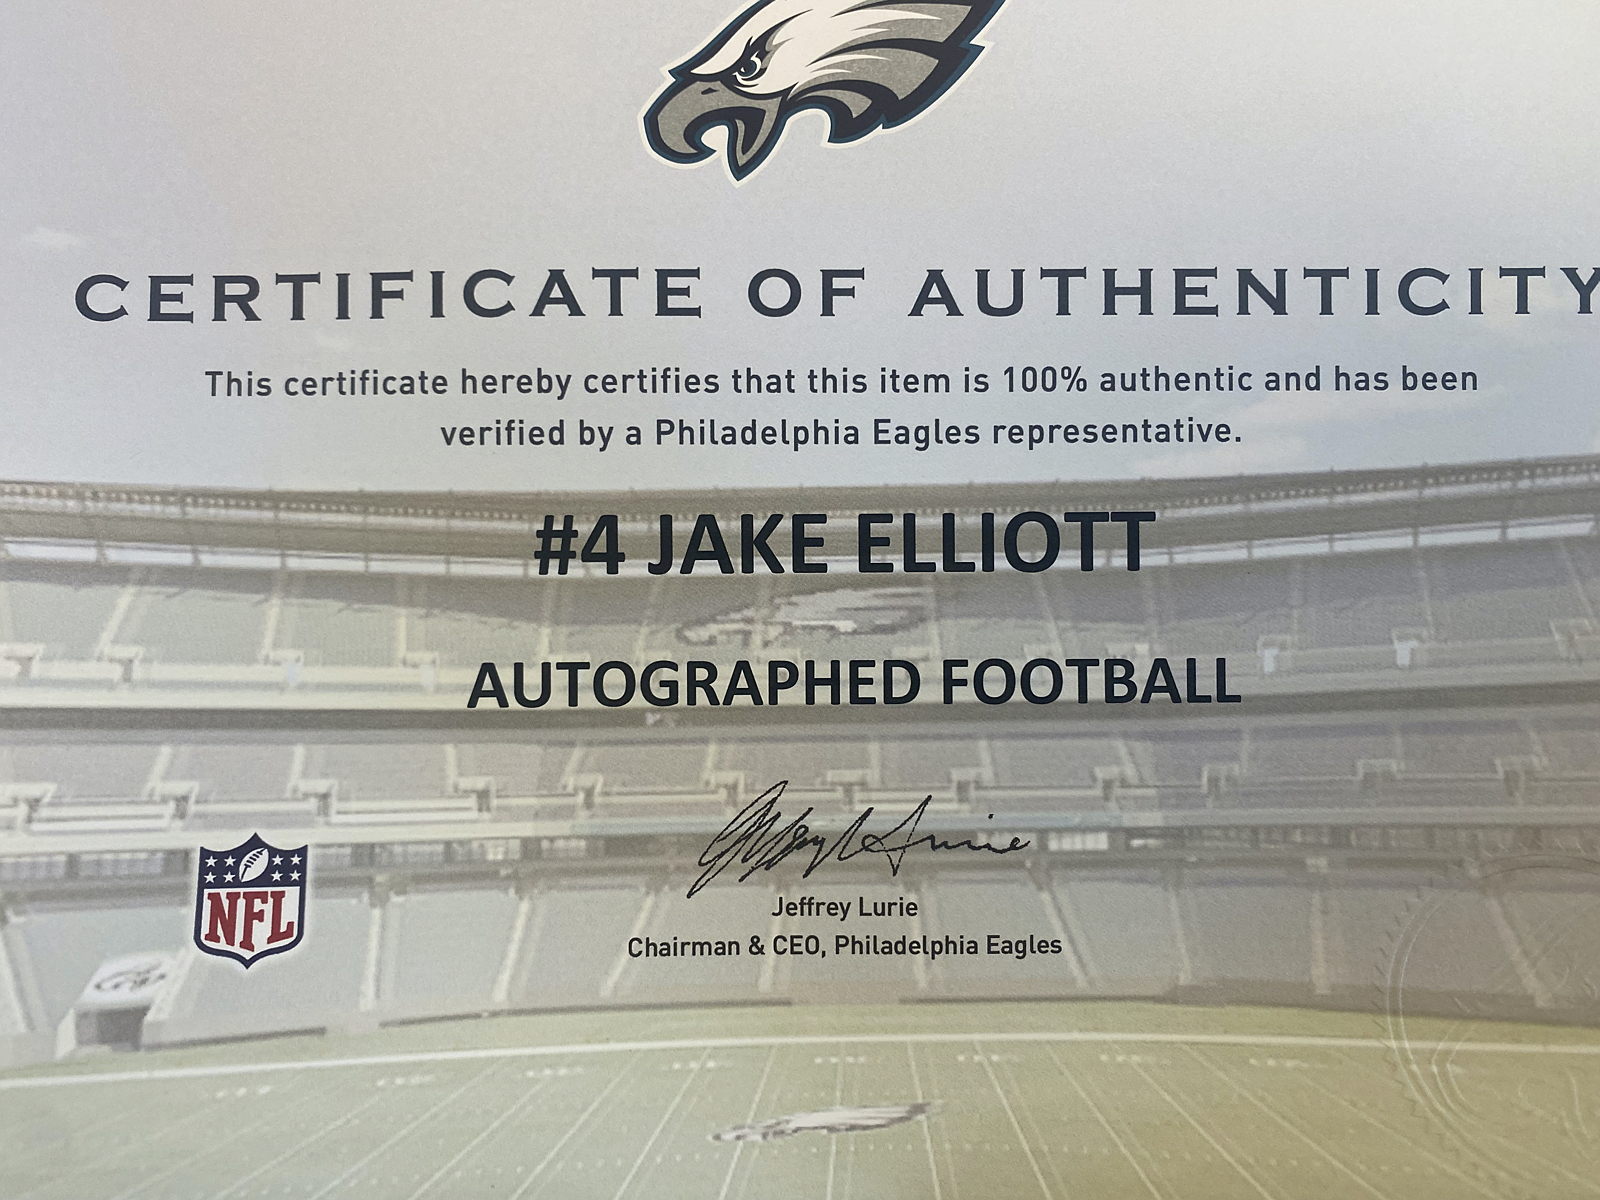 CERTIFICATE OF AUTHENTICITY
This certificate hereby certifies that this item is 100% authentic and has been
verified by a Philadelphia Eagles representative.
#4 JAKE ELLIOTT
AUTOGRAPHED FOOTBALL
NFL
Jeffrey Lurie
Chairman & CEO, Philadelphia Eagles